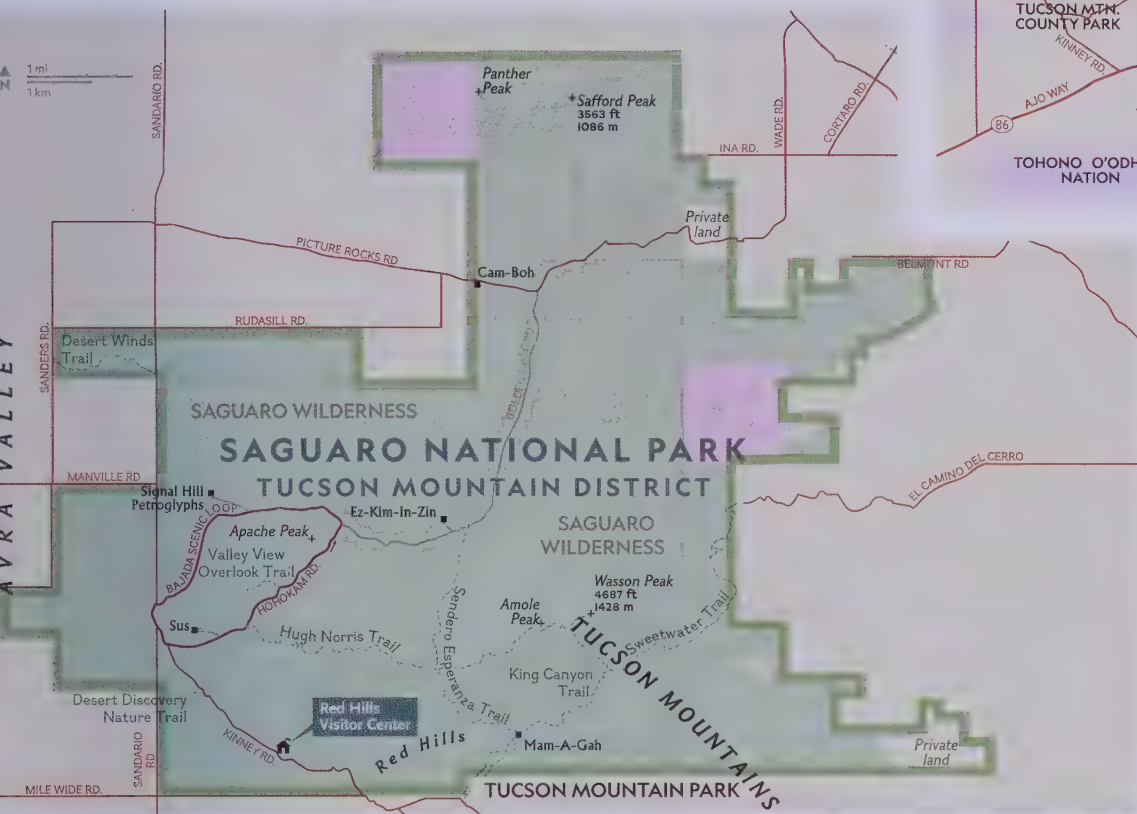 TUCSON MTN.
COUNTY PARK
KINNEY RD.
AJO WAY
86
TOHONO O'ODH
NATION
1 mi
N
1 km
SANDARIO RD.
Panther
Peak
Safford Peak
3563 ft
1086 m
WADE RD.
CORTARO RD.
INA RD.
Private
land
PICTURE ROCKS RD
Cam-Boh
BELMONT RD
RUDASILL RD.
SANDERS RD.
Desert Winds
Trail
AVRA VALLEY
SAGUARO WILDERNESS
SAGUARO NATIONAL PARK
TUCSON MOUNTAIN DISTRICT
MANVILLE RD
EL CAMINO DEL CERRO
Signal Hill
Petroglyphs
BAJADA SCENIC LOOP
Apache Peak
Ez-Kim-In-Zin
SAGUARO
WILDERNESS
Valley View
Overlook Trail
HOHOKAM RD.
Wasson Peak
4687 ft
1428 m
Amole
Peak
Sus
Hugh Norris Trail
Sendero Esperanza Trail
Sweetwater Trail
King Canyon
Trail
TUCSON MOUNTAINS
Desert Discovery
Nature Trail
Red Hills
Visitor Center
KINNEY RD.
Red Hills
Mam-A-Gah
Private
land
SANDARIO
RD
MILE WIDE RD.
TUCSON MOUNTAIN PARK